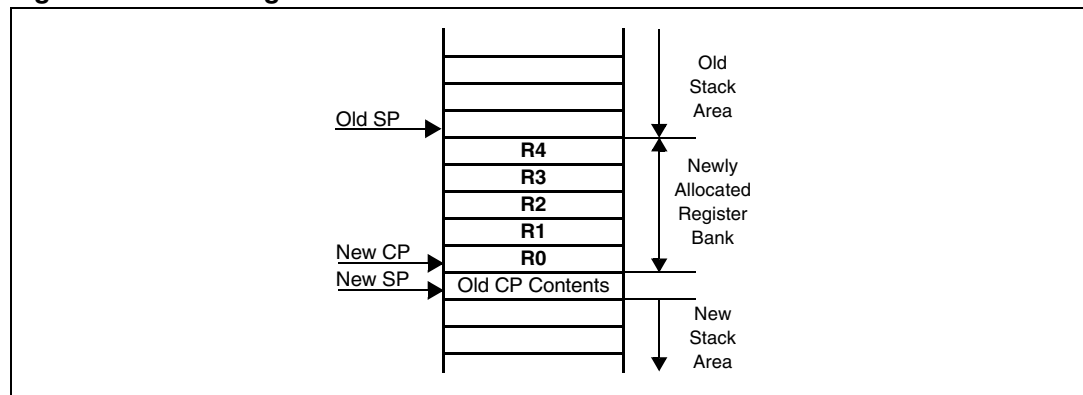 Old
Stack
Area
Old SP
R4
R3
R2
R1
R0
Newly
Allocated
Register
Bank
New CP
New SP
Old CP Contents
New
Stack
Area